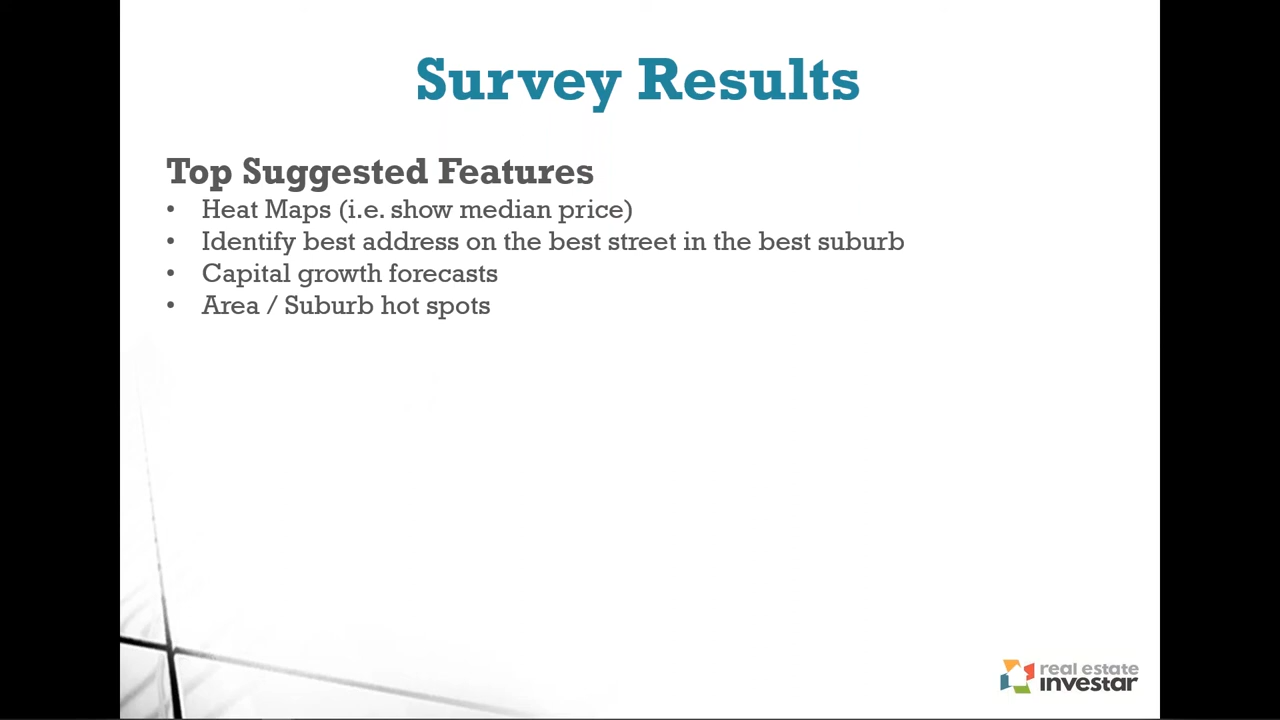 Survey Results
Top Suggested Features
• Heat Maps (i.e. show median price)
• Identify best address on the best street in the best suburb
• Capital growth forecasts
• Area / Suburb hot spots
real estate
investar